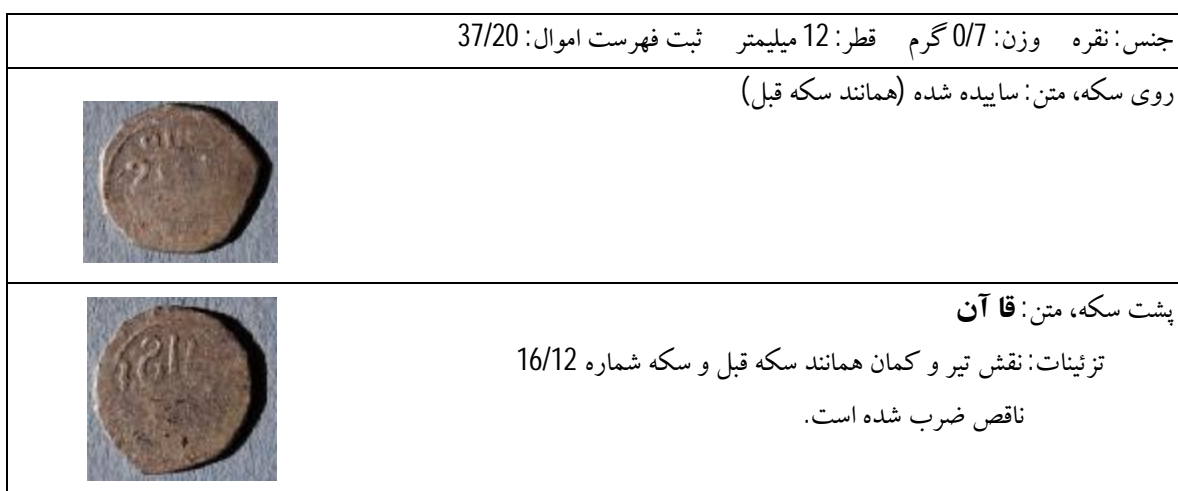 جنس: نقره وزن: 0/7 گرم قطر: 12 میلیمتر ثبت فهرست اموال: 37/20
روی سکه، متن: ساییده شده (همانند سکه قبل)
پشت سکه، متن: قا آن
تزئینات: نقش تیر و کمان همانند سکه قبل و سکه شماره 16/12
ناقص ضرب شده است.